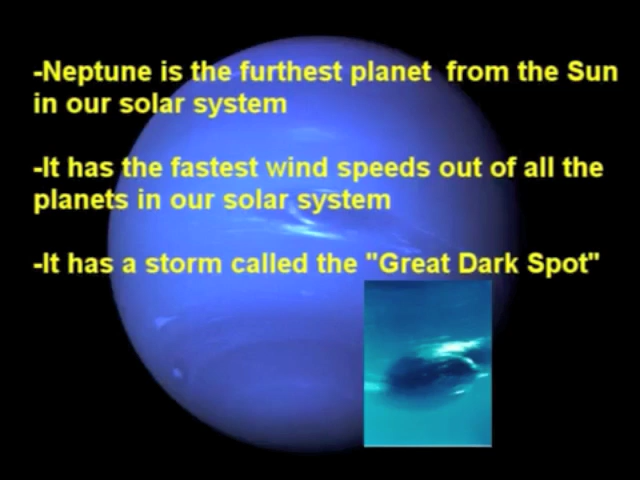 -Neptune is the furthest planet  from the Sun
in our solar system
-It has the fastest wind speeds out of all the
planets in our solar system
-It has a storm called the "Great Dark Spot"